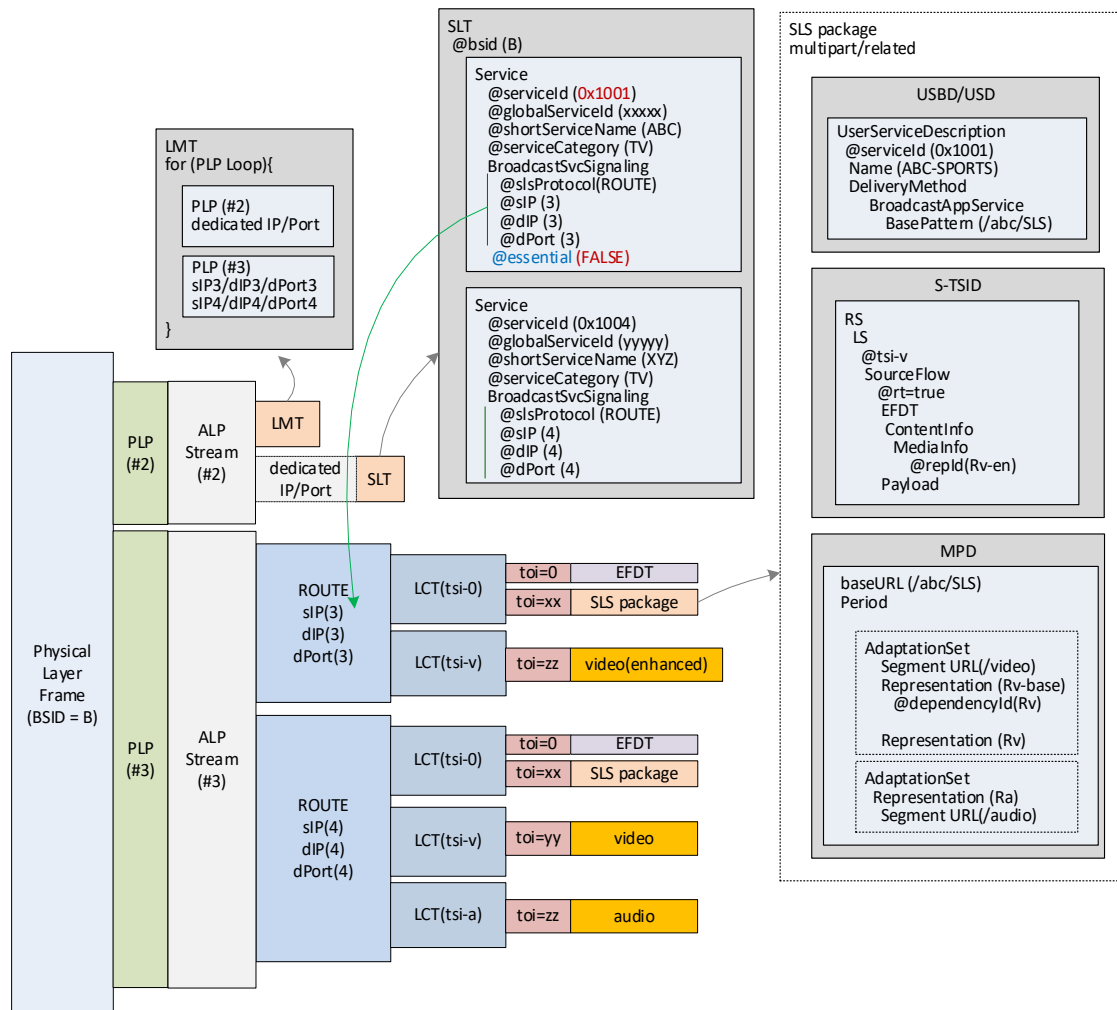 SLT
@bsid (B)
Service
@serviceId (0x1001)
@globalServiceId (xxxxx)
@shortServiceName (ABC)
@serviceCategory (TV)
BroadcastSvcSignaling
@slsProtocol(ROUTE)
@sIP (3)
@dIP (3)
@dPort (3)
@essential (FALSE)
Service
@serviceId (0x1004)
@globalServiceId (yyyyy)
@shortServiceName (XYZ)
@serviceCategory (TV)
BroadcastSvcSignaling
@slsProtocol (ROUTE)
@sIP (4)
@dIP (4)
@dPort (4)
LMT
for (PLP Loop){
PLP (#2)
dedicated IP/Port
PLP (#3)
sIP3/dIP3/dPort3
sIP4/dIP4/dPort4
}
SLS package
multipart/related
USBD/USD
UserServiceDescription
@serviceId (0x1001)
Name (ABC-SPORTS)
DeliveryMethod
BroadcastAppService
BasePattern (/abc/SLS)
S-TSID
RS
LS
@tsi-v
SourceFlow
@rt=true
EFDT
ContentInfo
MediaInfo
@repId(Rv-en)
Payload
MPD
baseURL (/abc/SLS)
Period
AdaptationSet
Segment URL(/video)
Representation (Rv-base)
@dependencyId(Rv)
Representation (Rv)
AdaptationSet
Representation (Ra)
Segment URL(/audio)
Physical
Layer
Frame
(BSID = B)
PLP
(#2)
ALP
Stream
(#2)
LMT
dedicated
IP/Port
SLT
PLP
(#3)
ALP
Stream
(#3)
ROUTE
sIP(3)
dIP(3)
dPort(3)
LCT(tsi-0)
toi=0
EFDT
toi=xx
SLS package
LCT(tsi-v)
toi=zz
video(enhanced)
ROUTE
sIP(4)
dIP(4)
dPort(4)
LCT(tsi-0)
toi=0
EFDT
toi=xx
SLS package
LCT(tsi-v)
toi=yy
video
LCT(tsi-a)
toi=zz
audio